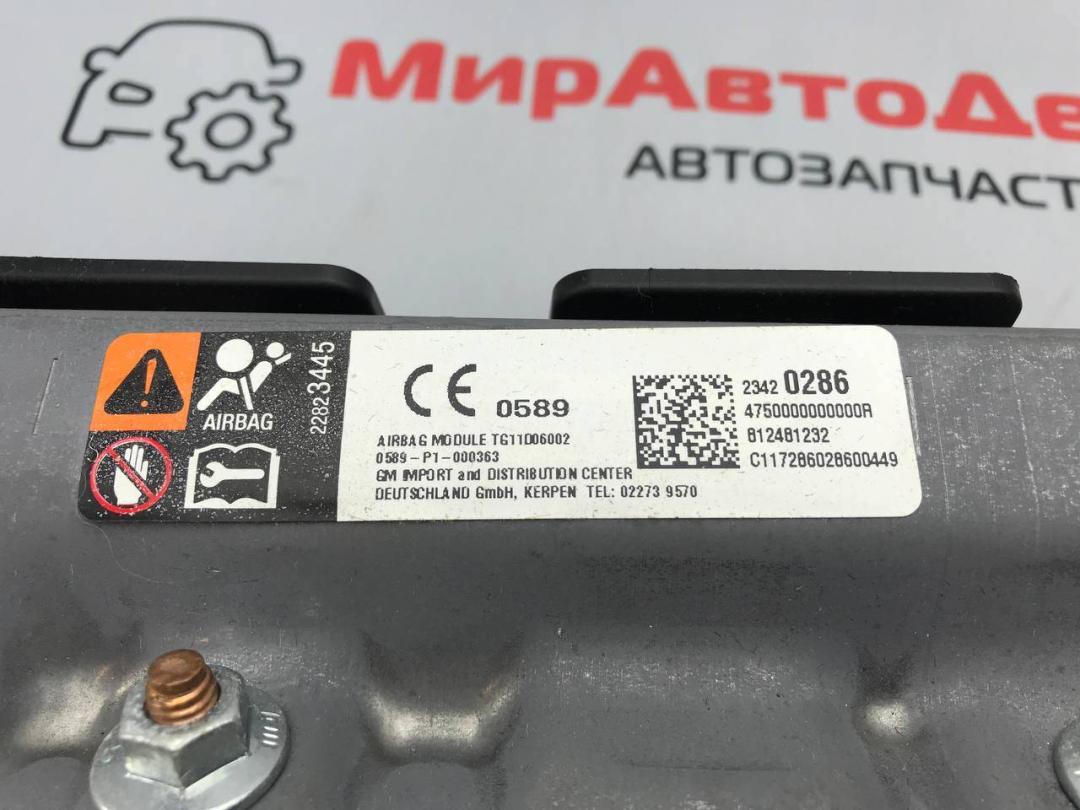 МирАвтоДе
АВТОЗАПЧАСТ
AIRBAG
22823445
CE 0589
AIRBAG MODULE TG11D06002
0589-P1-000363
GM IMPORT and DISTRIBUTION CENTER
DEUTSCHLAND GmbH, KERPEN TEL: 02273 9570
2342 0286
4750000000000R
812481232
C117286028600449